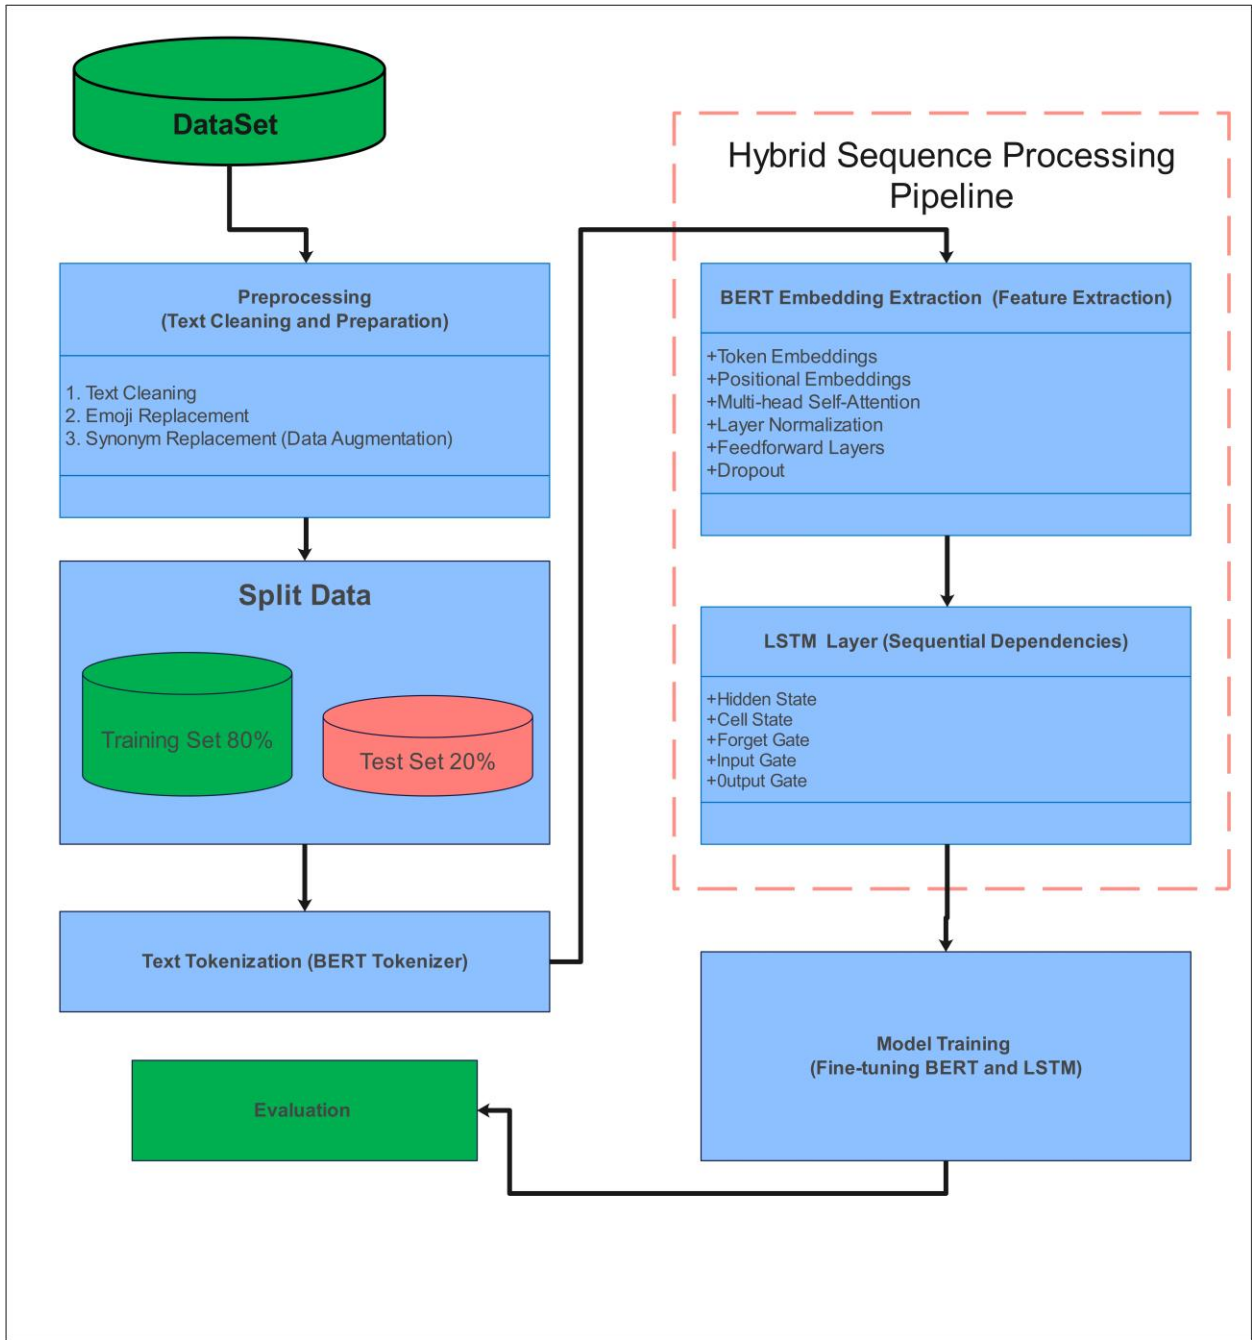 DataSet
Preprocessing
(Text Cleaning and Preparation)
1. Text Cleaning
2. Emoji Replacement
3. Synonym Replacement (Data Augmentation)
Split Data
Training Set 80%
Test Set 20%
Text Tokenization (BERT Tokenizer)
Hybrid Sequence Processing
Pipeline
BERT Embedding Extraction (Feature Extraction)
+Token Embeddings
+Positional Embeddings
+Multi-head Self-Attention
+Layer Normalization
+Feedforward Layers
+Dropout
LSTM Layer (Sequential Dependencies)
+Hidden State
+Cell State
+Forget Gate
+Input Gate
+0utput Gate
Model Training
(Fine-tuning BERT and LSTM)
Evaluation